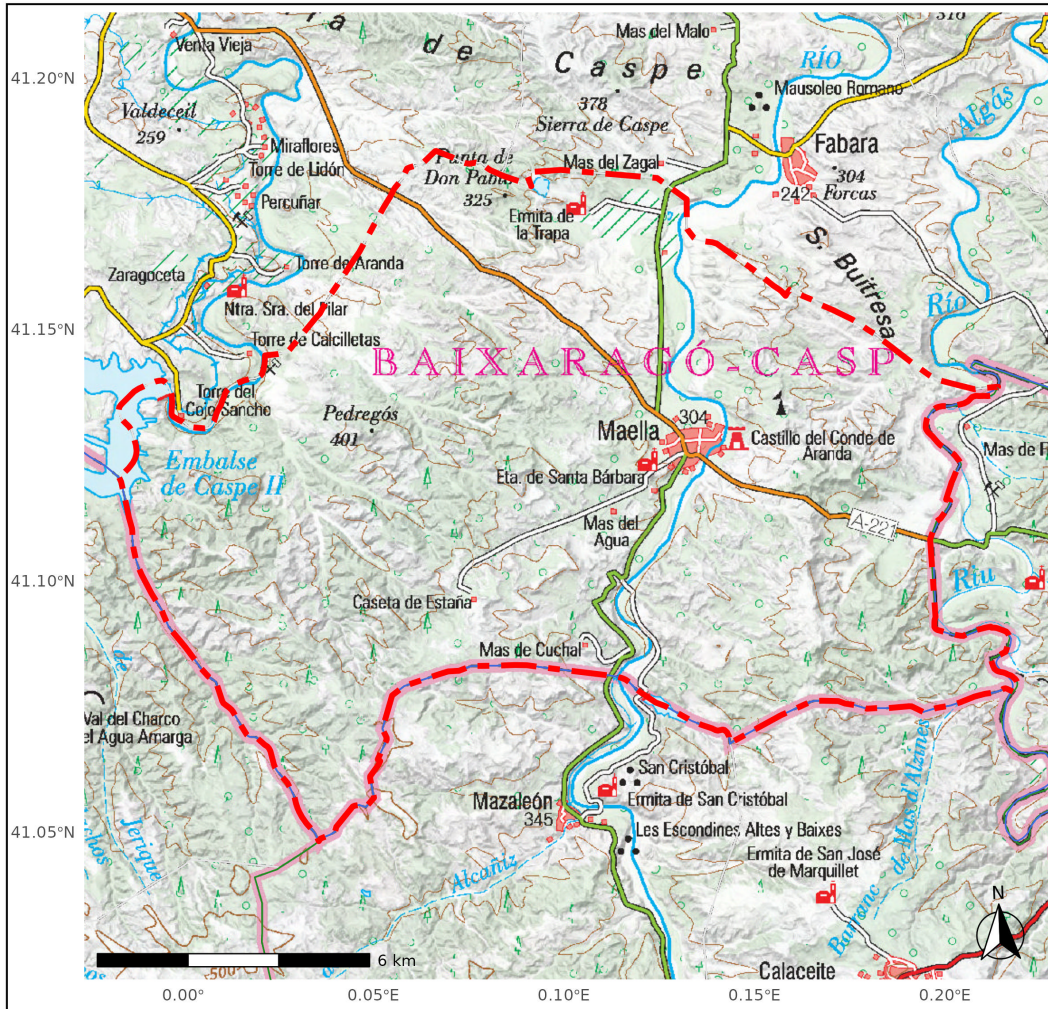 41.20°N
41.15°N
41.10°N
41.05°N
0.00°E
0.05°E
0.10°E
0.15°E
0.20°E
Venta Vieja
de
Caspe
Mas del Malo
RÍO
378
Sierra de Caspe
Mausoleo Romano
Algás
Valdeceil
259
Miraflores
Torre de Lidón
Percuñar
Punta de
Don Pablo
325
Mas del Zagal
Fabara
304
Forcas
242
Ermita de
la Trapa
S. Buitresa
Zaragoceta
Torre de Aranda
Ntra. Sra. del Pilar
Torre de Calcilletas
Río
BAIXARAGÓ-CASP
Torre del
Cojo Sancho
Pedregós
401
304
Maella
Castillo del Conde de
Aranda
Embalse
de Caspe II
Eta. de Santa Bárbara
Mas de
Mas del
Agua
A-221
Riu
Caseta de Estaña
Mas de Cuchal
de
Jerique
Val del Charco
el Agua Amarga
San Cristóbal
Ermita de San Cristóbal
Mazaleón
345
Les Escondines Altes y Baixes
Ermita de San José
de Marquillet
Barranc de Mas d'Alzines
Alcañiz
Calaceite
500
6 km
N